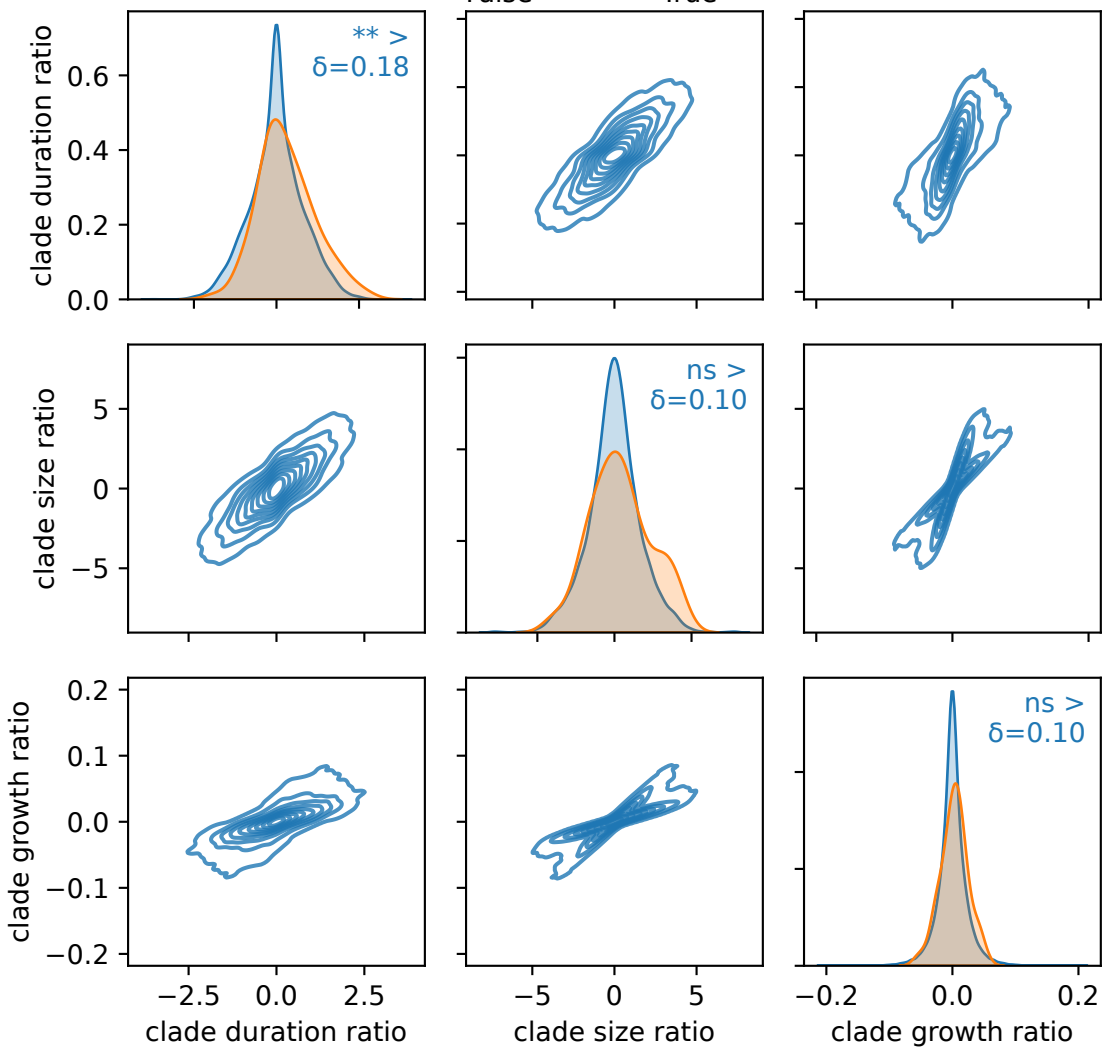 clade duration ratio
0.6
0.4
0.2
0.0
** >
δ=0.18
clade size ratio
5
0
−5
ns >
δ=0.10
clade growth ratio
0.2
0.1
0.0
−0.1
−0.2
ns >
δ=0.10
−2.5 0.0 2.5
−5 0 5
−0.2 0.0 0.2
clade duration ratio
clade size ratio
clade growth ratio